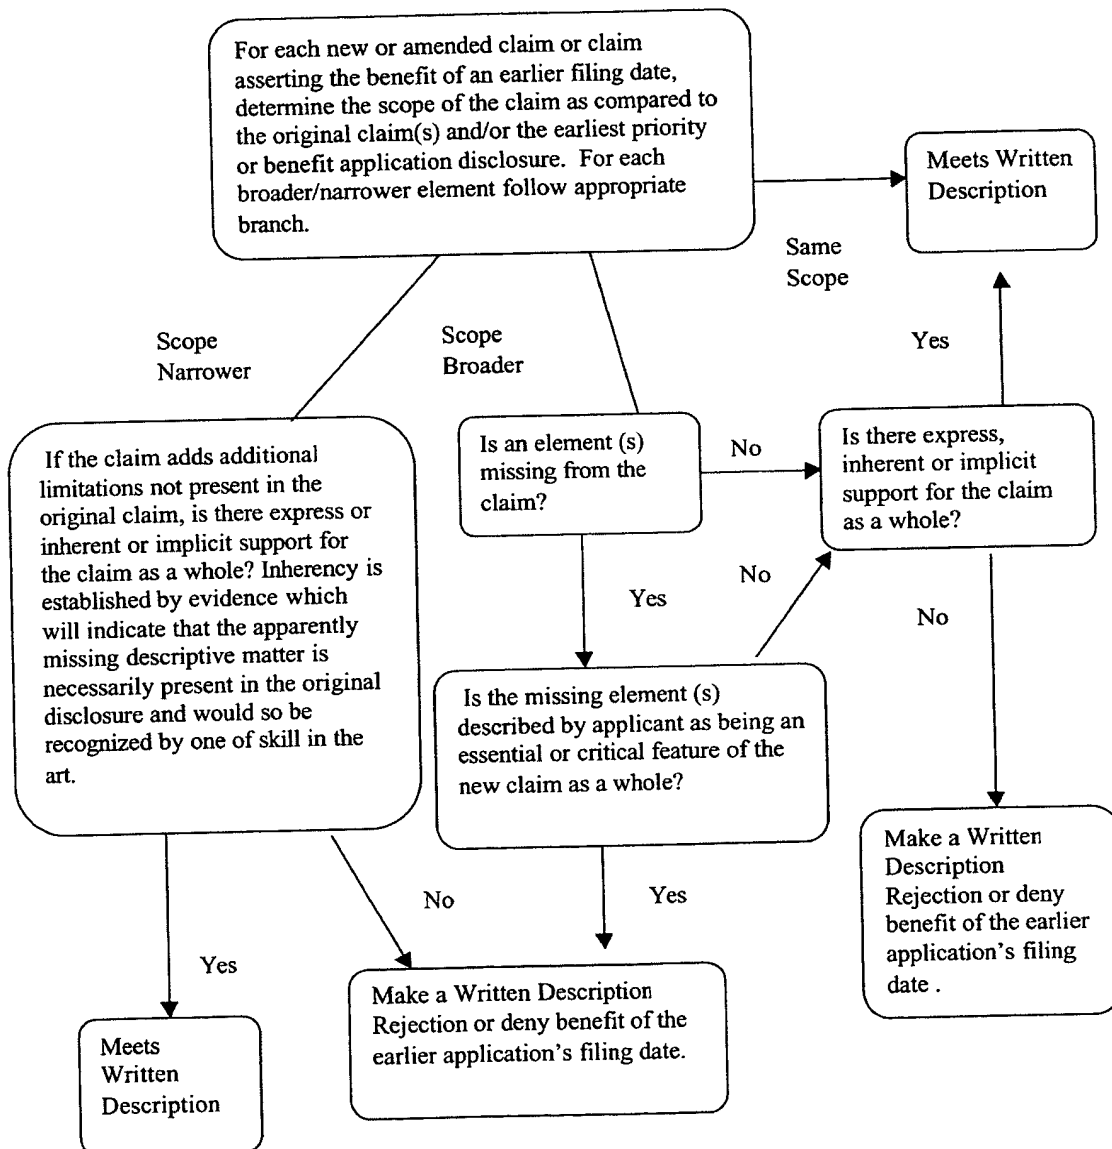 For each new or amended claim or claim
asserting the benefit of an earlier filing date,
determine the scope of the claim as compared to
the original claim(s) and/or the earliest priority
or benefit application disclosure. For each
broader/narrower element follow appropriate
branch.
Meets Written
Description
Same
Scope
Scope
Narrower
Scope
Broader
Yes
If the claim adds additional
limitations not present in the
original claim, is there express or
inherent or implicit support for
the claim as a whole? Inherency is
established by evidence which
will indicate that the apparently
missing descriptive matter is
necessarily present in the original
disclosure and would so be
recognized by one of skill in the
art.
Is an element (s)
missing from the
claim?
No
Is there express,
inherent or implicit
support for the claim
as a whole?
Yes
No
No
Is the missing element (s)
described by applicant as being an
essential or critical feature of the
new claim as a whole?
Make a Written
Description
Rejection or deny
benefit of the earlier
application's filing
date .
No
Yes
Yes
Make a Written Description
Rejection or deny benefit of the
earlier application's filing date.
Meets
Written
Description